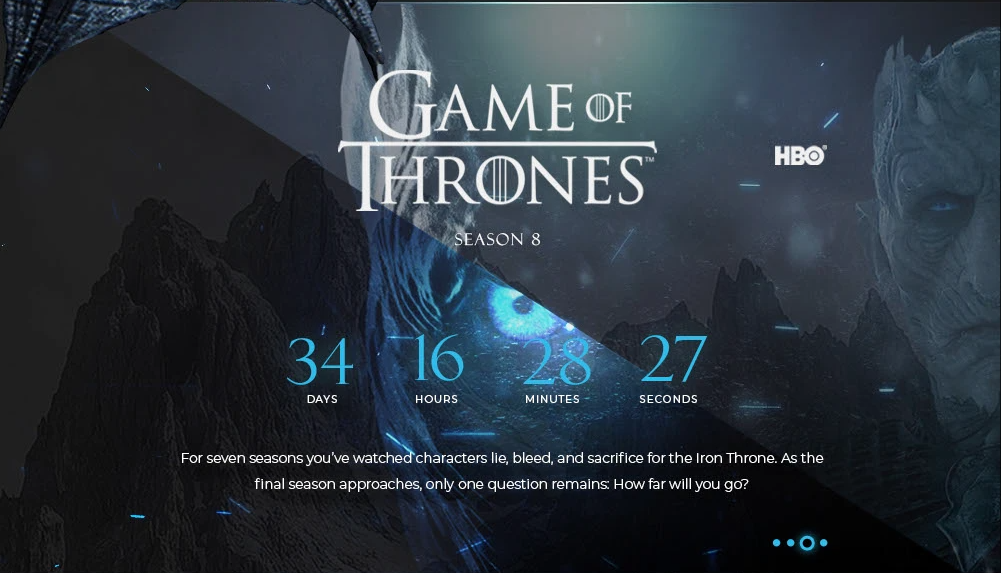 GAME OF
THRONES™
HBO®
SEASON 8
34 16 28 27
DAYS HOURS MINUTES SECONDS
For seven seasons you've watched characters lie, bleed, and sacrifice for the Iron Throne. As the
final season approaches, only one question remains: How far will you go?